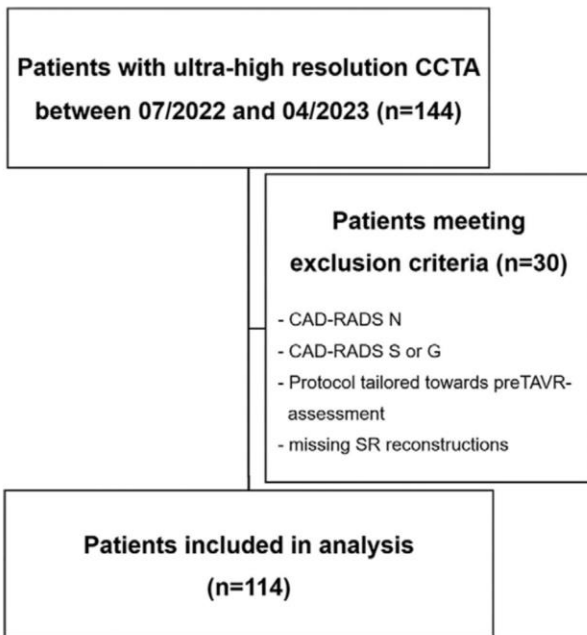 Patients with ultra-high resolution CCTA
between 07/2022 and 04/2023 (n=144)
Patients meeting
exclusion criteria (n=30)
- CAD-RADS N
- CAD-RADS S or G
- Protocol tailored towards preTAVR-
assessment
- missing SR reconstructions
Patients included in analysis
(n=114)